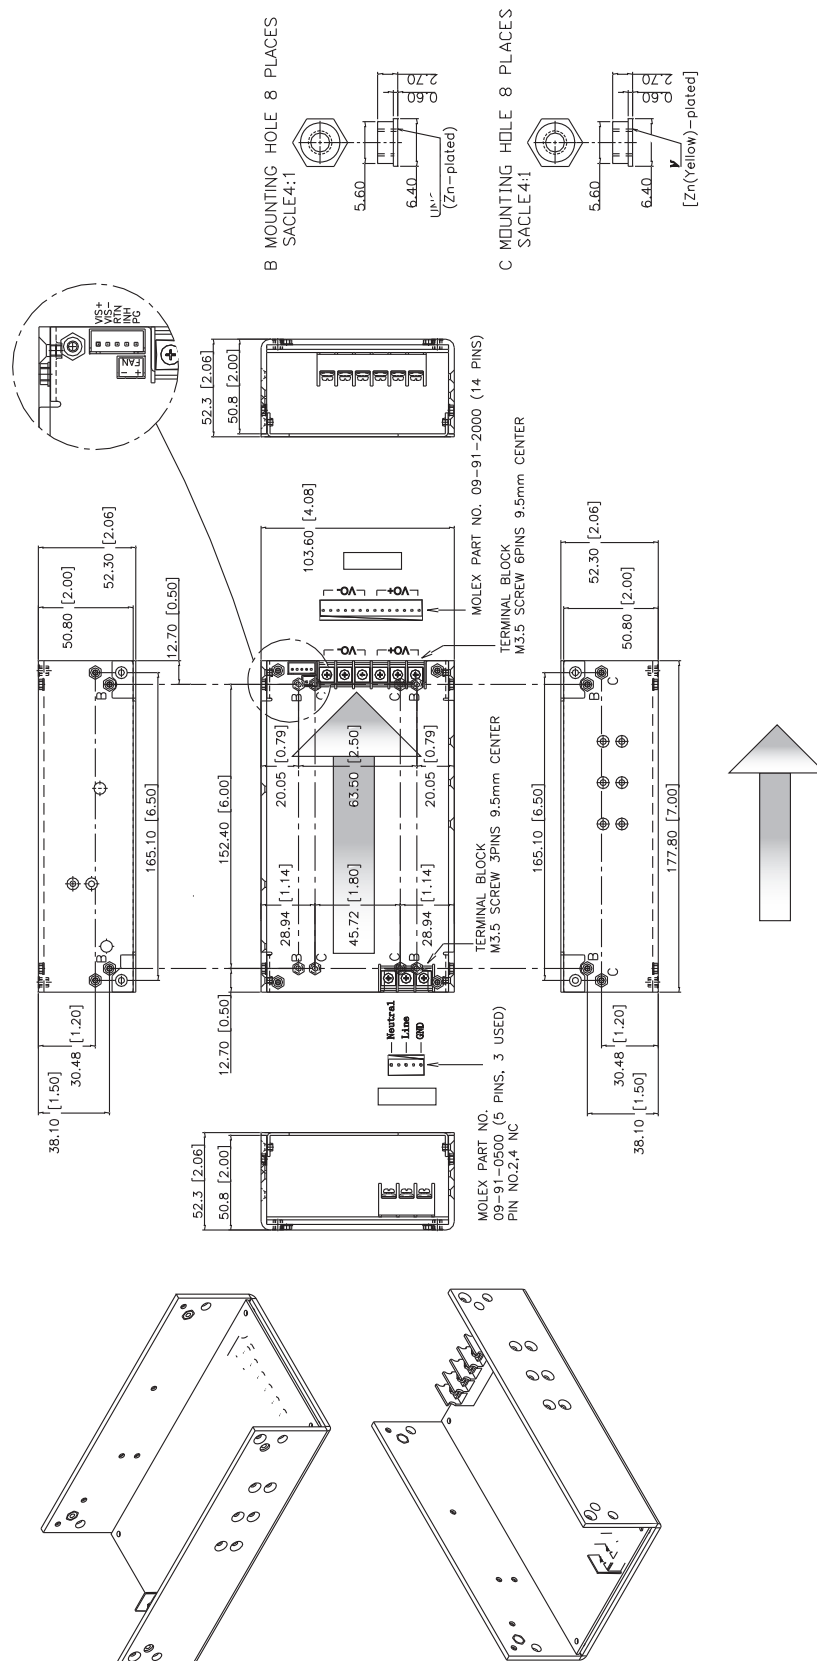 B MOUNTING HOLE 8 PLACES
SACLE4:1
5.60
6.40
0.60
2.70
(Zn-plated)
C MOUNTING HOLE 8 PLACES
SACLE4:1
5.60
6.40
0.60
2.70
[Zn(Yellow)-plated]
VIS+
VIS-
RTN
INH
PG
FAN
- +
52.3 [2.06]
50.8 [2.00]
B B B B B B
52.30 [2.06]
50.80 [2.00]
12.70 [0.50]
165.10 [6.50]
B
C
B
C
30.48 [1.20]
38.10 [1.50]
103.60 [4.08]
VO-
VO+
MOLEX PART NO. 09-91-2000 (14 PINS)
VO-
VO+
TERMINAL BLOCK
M3.5 SCREW 6PINS 9.5mm CENTER
B
C
C
B
20.05 [0.79]
63.50 [2.50]
20.05 [0.79]
152.40 [6.00]
28.94 [1.14]
45.72 [1.80]
28.94 [1.14]
B
C
C
B
TERMINAL BLOCK
M3.5 SCREW 3PINS 9.5mm CENTER
12.70 [0.50]
Neutral
Line
GND
MOLEX PART NO.
09-91-0500 (5 PINS, 3 USED)
PIN NO.2,4 NC
52.30 [2.06]
50.80 [2.00]
B
C
165.10 [6.50]
177.80 [7.00]
B
C
30.48 [1.20]
38.10 [1.50]
52.3 [2.06]
50.8 [2.00]
B B B